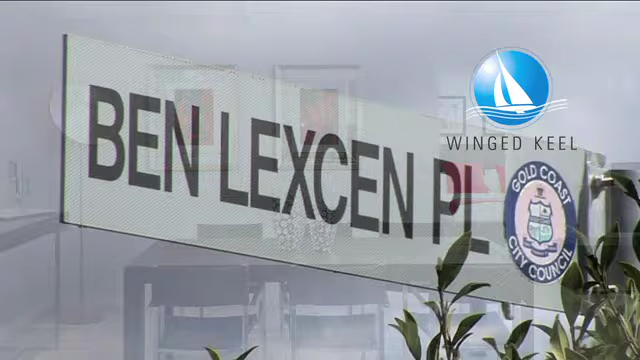 BEN LEXCEN PL
WINGED KEEL
GOLD COAST
CITY COUNCIL